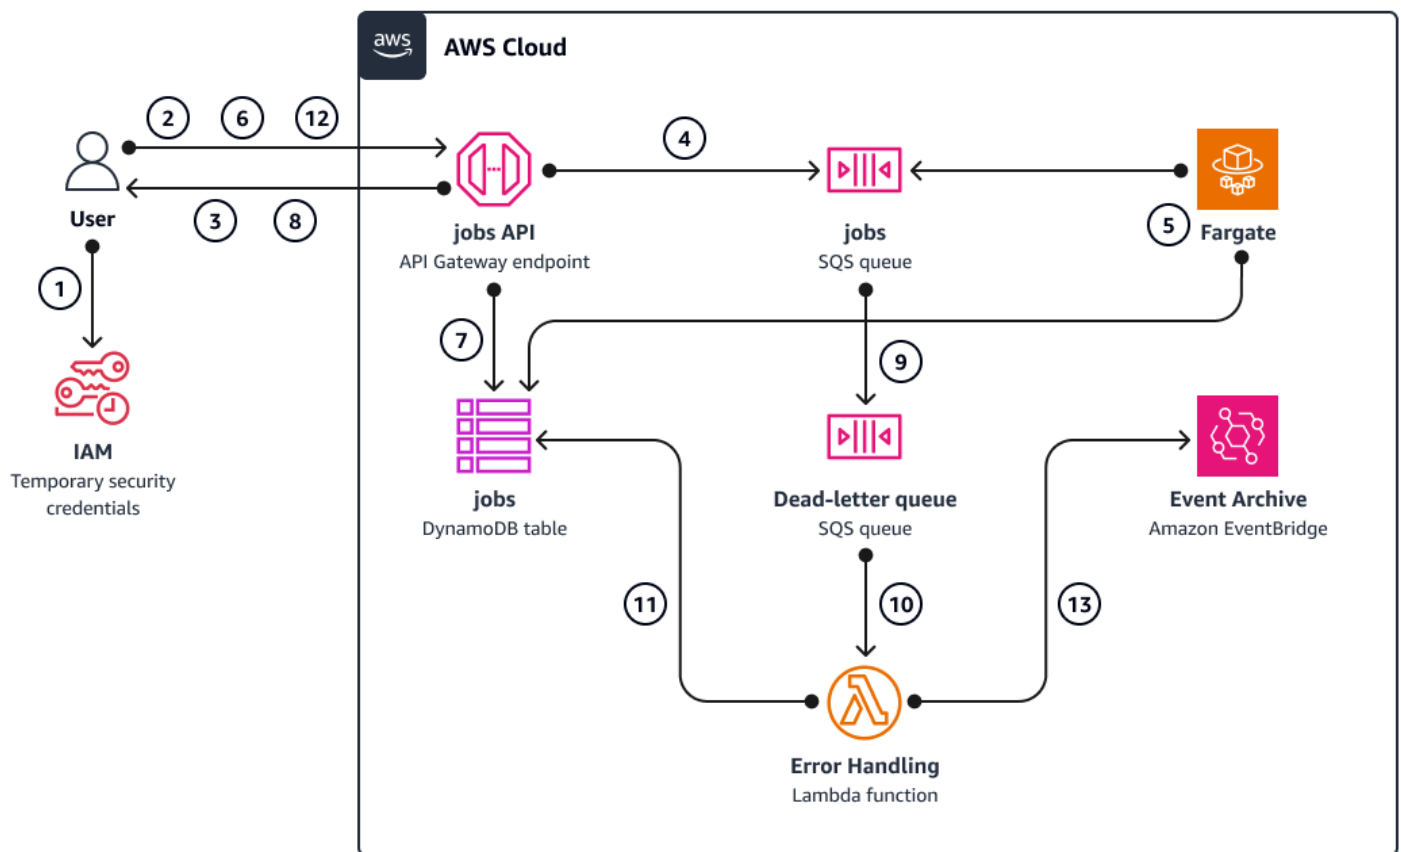 aws
AWS Cloud
2 6 12
4
User
3 8
jobs API
API Gateway endpoint
jobs
SQS queue
5
Fargate
1
7
9
IAM
Temporary security
credentials
jobs
DynamoDB table
Dead-letter queue
SQS queue
Event Archive
Amazon EventBridge
11
10
13
Error Handling
Lambda function